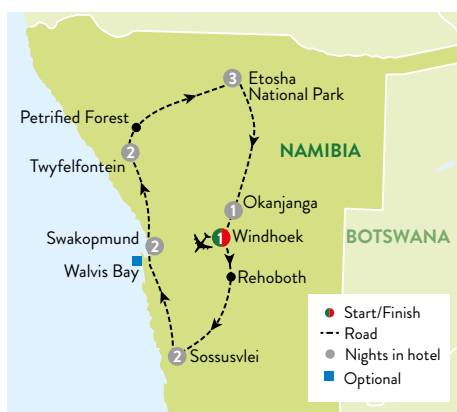 3
Etosha
National Park
Petrified Forest
2
Twyfelfontein
NAMIBIA
Okanjanga
1
1
Windhoek
BOTSWANA
Swakopmund
2
Walvis Bay
Rehoboth
2
Sossusvlei
Start/Finish
Road
Nights in hotel
Optional